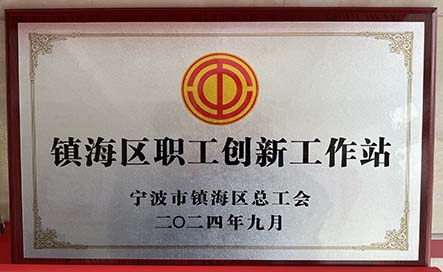 镇海区职工创新工作站
宁波市镇海区总工会
二〇二四年九月